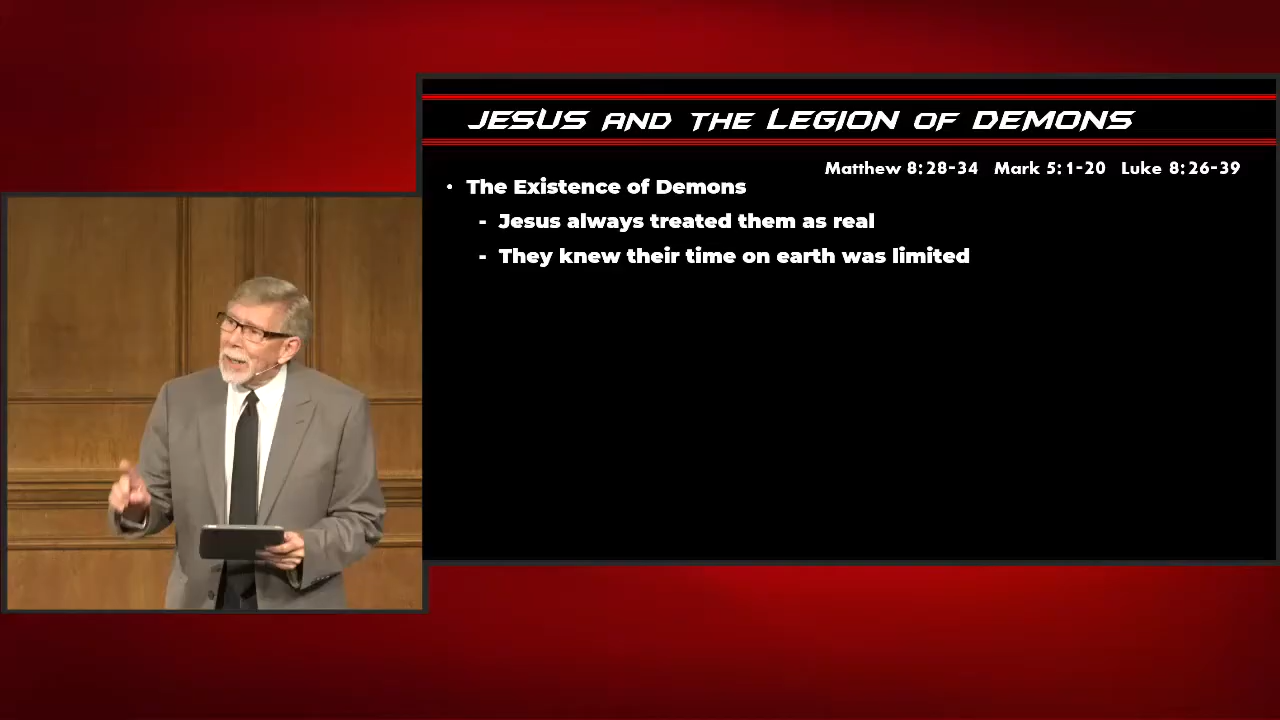 JESUS AND THE LEGION OF DEMONS
Matthew 8:28-34 Mark 5:1-20 Luke 8:26-39
• The Existence of Demons
- Jesus always treated them as real
- They knew their time on earth was limited